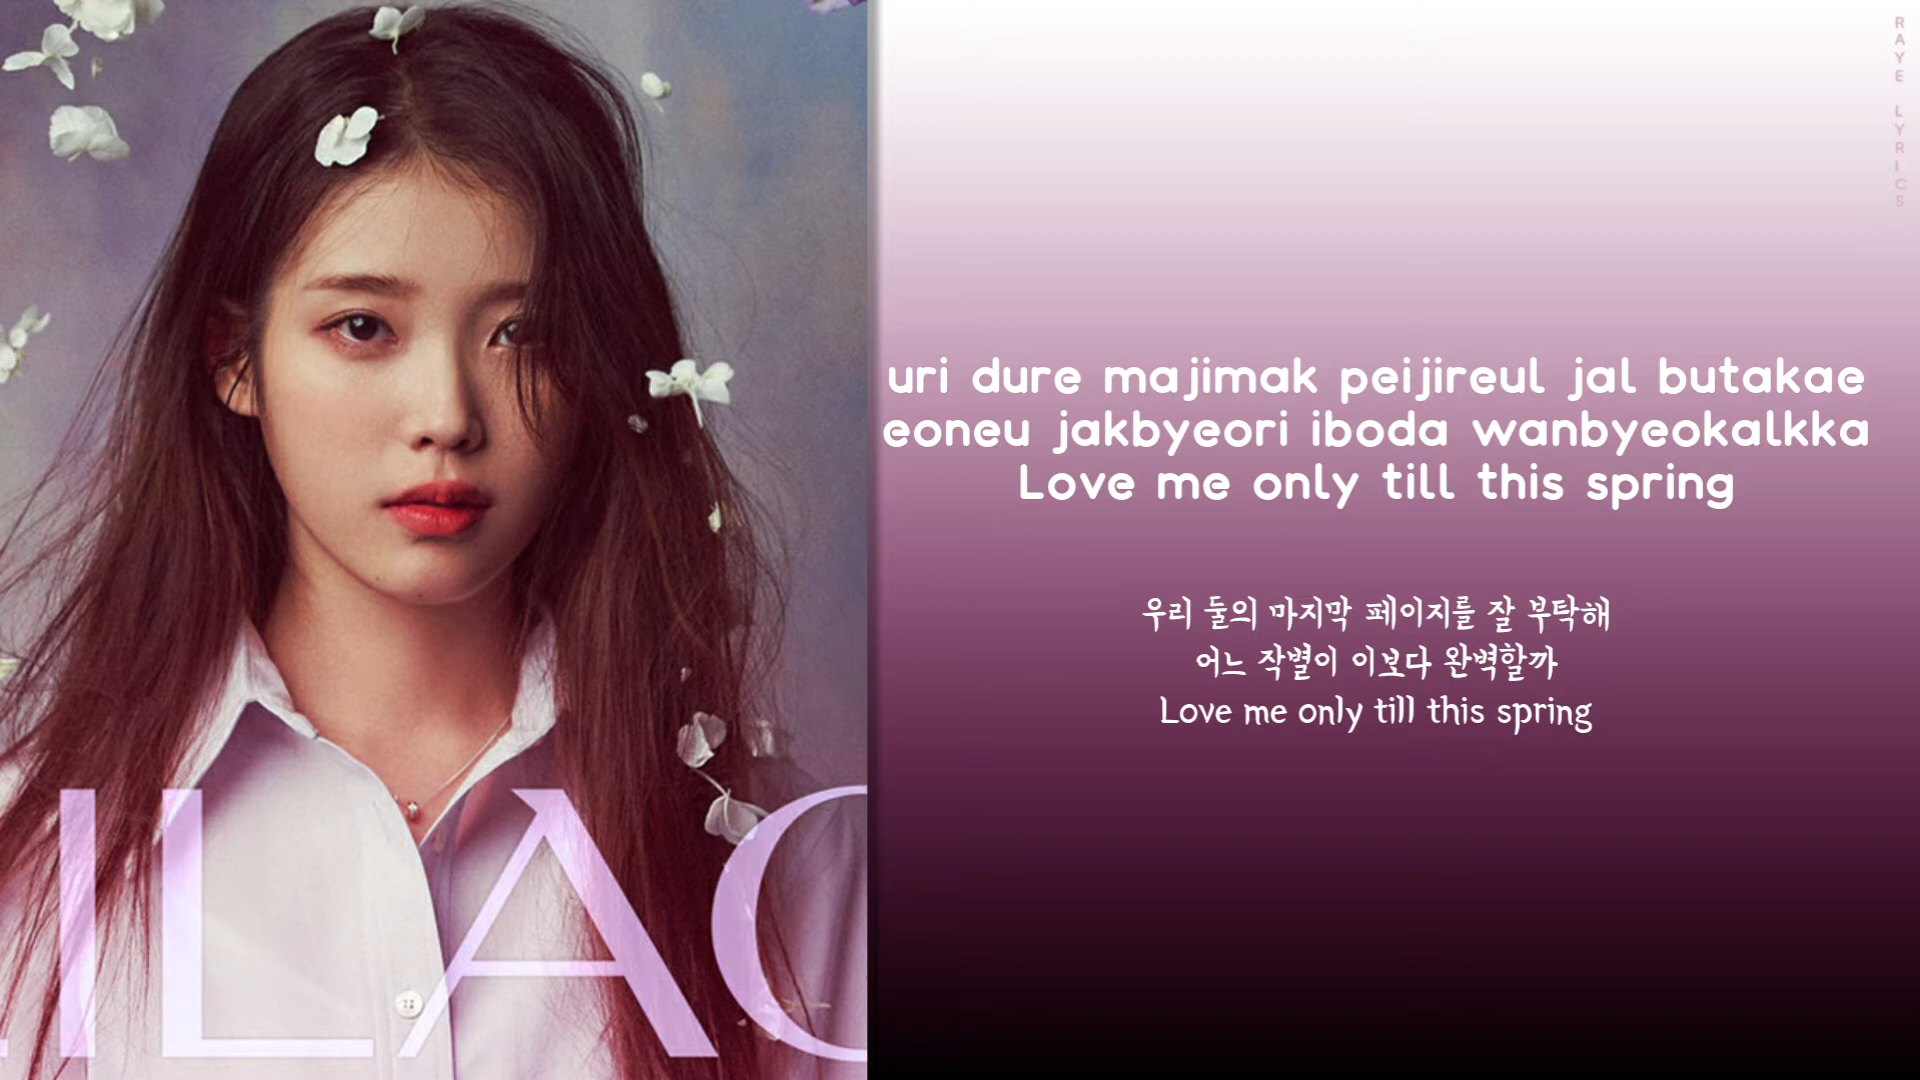 LILAC
RAYE LYRICS
uri dure majimak peijireul jal butakae
eoneu jakbyeori iboda wanbyeokalkka
Love me only till this spring
우리 둘의 마지막 페이지를 잘 부탁해
어느 작별이 이보다 완벽할까
Love me only till this spring